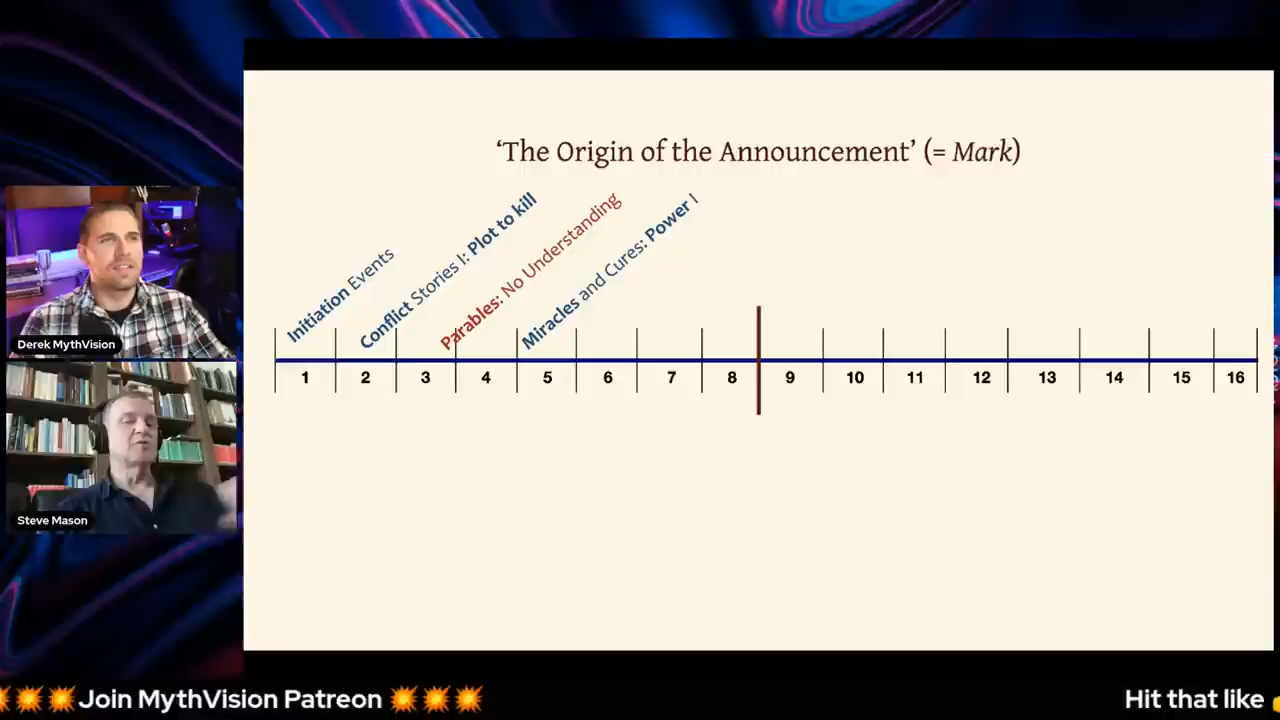 ‘The Origin of the Announcement’ (= Mark)
Initiation Events
Conflict Stories I: Plot to kill
Parables: No Understanding
Miracles and Cures: Power I
1 2 3 4 5 6 7 8 9 10 11 12 13 14 15 16
Derek MythVision
Steve Mason
Join MythVision Patreon
Hit that like